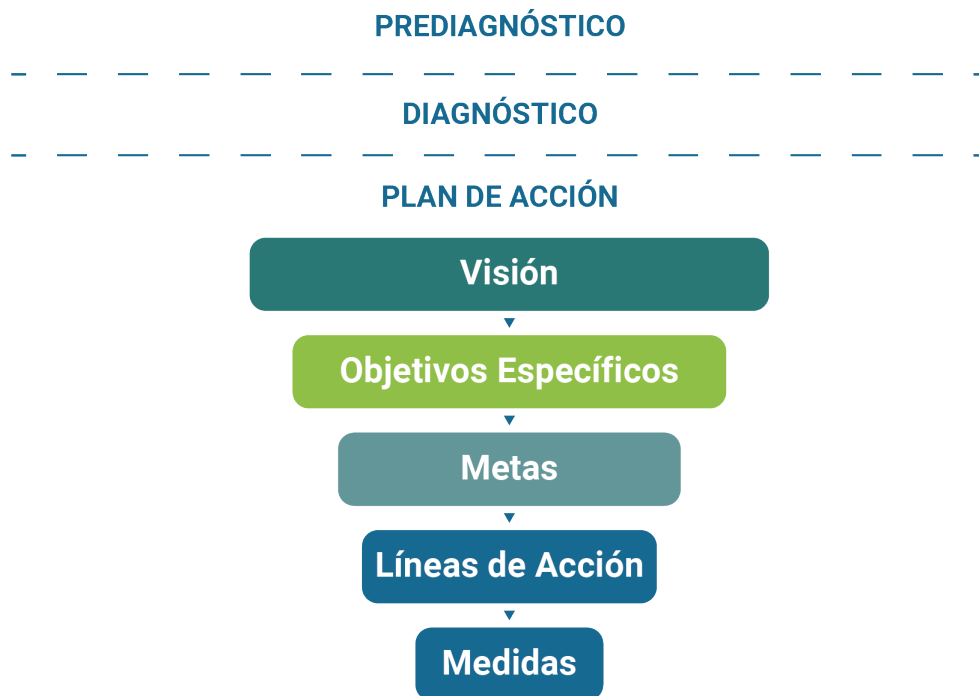 PREDIAGNÓSTICO
DIAGNÓSTICO
PLAN DE ACCIÓN
Visión
Objetivos Específicos
Metas
Líneas de Acción
Medidas